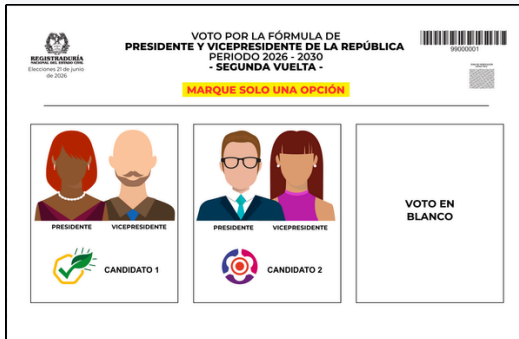 REGISTRADURÍA
NACIONAL DEL ESTADO CIVIL
Elecciones 21 de junio
de 2026
VOTO POR LA FÓRMULA DE
PRESIDENTE Y VICEPRESIDENTE DE LA REPÚBLICA
PERIODO 2026 - 2030
- SEGUNDA VUELTA -
MARQUE SOLO UNA OPCIÓN
99000001
PRESIDENTE VICEPRESIDENTE
CANDIDATO 1
PRESIDENTE VICEPRESIDENTE
CANDIDATO 2
VOTO EN
BLANCO